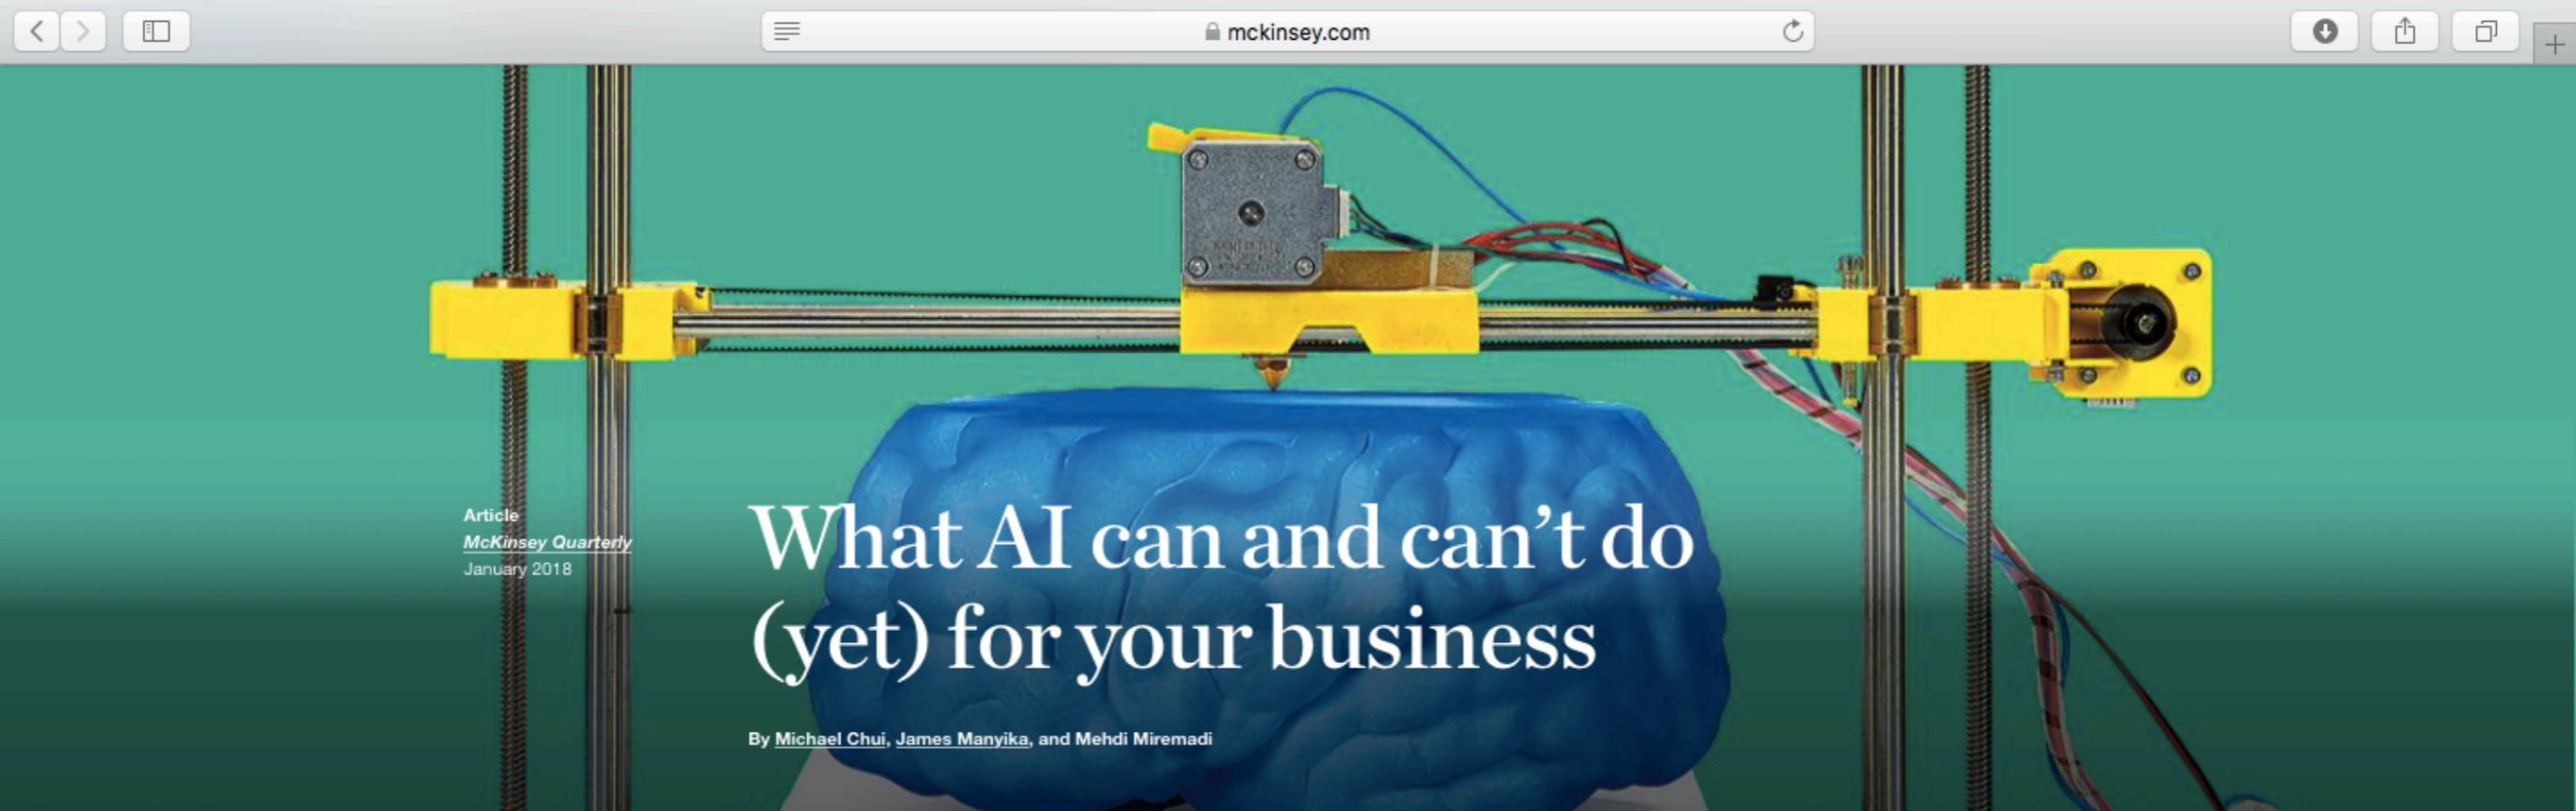 mckinsey.com
Article
McKinsey Quarterly
January 2018
What AI can and can’t do
(yet) for your business
By Michael Chui, James Manyika, and Mehdi Miremadi